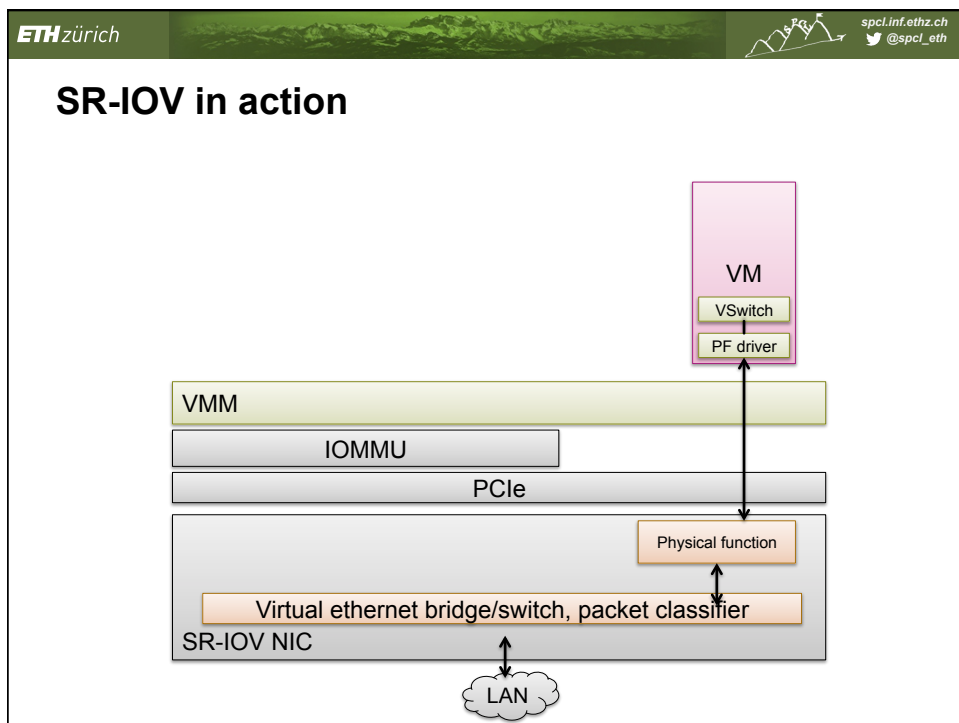 ETH zürich
spcl.inf.ethz.ch
@spcl_eth
SR-IOV in action
VM
VSwitch
PF driver
VMM
IOMMU
PCIe
Physical function
Virtual ethernet bridge/switch, packet classifier
SR-IOV NIC
LAN